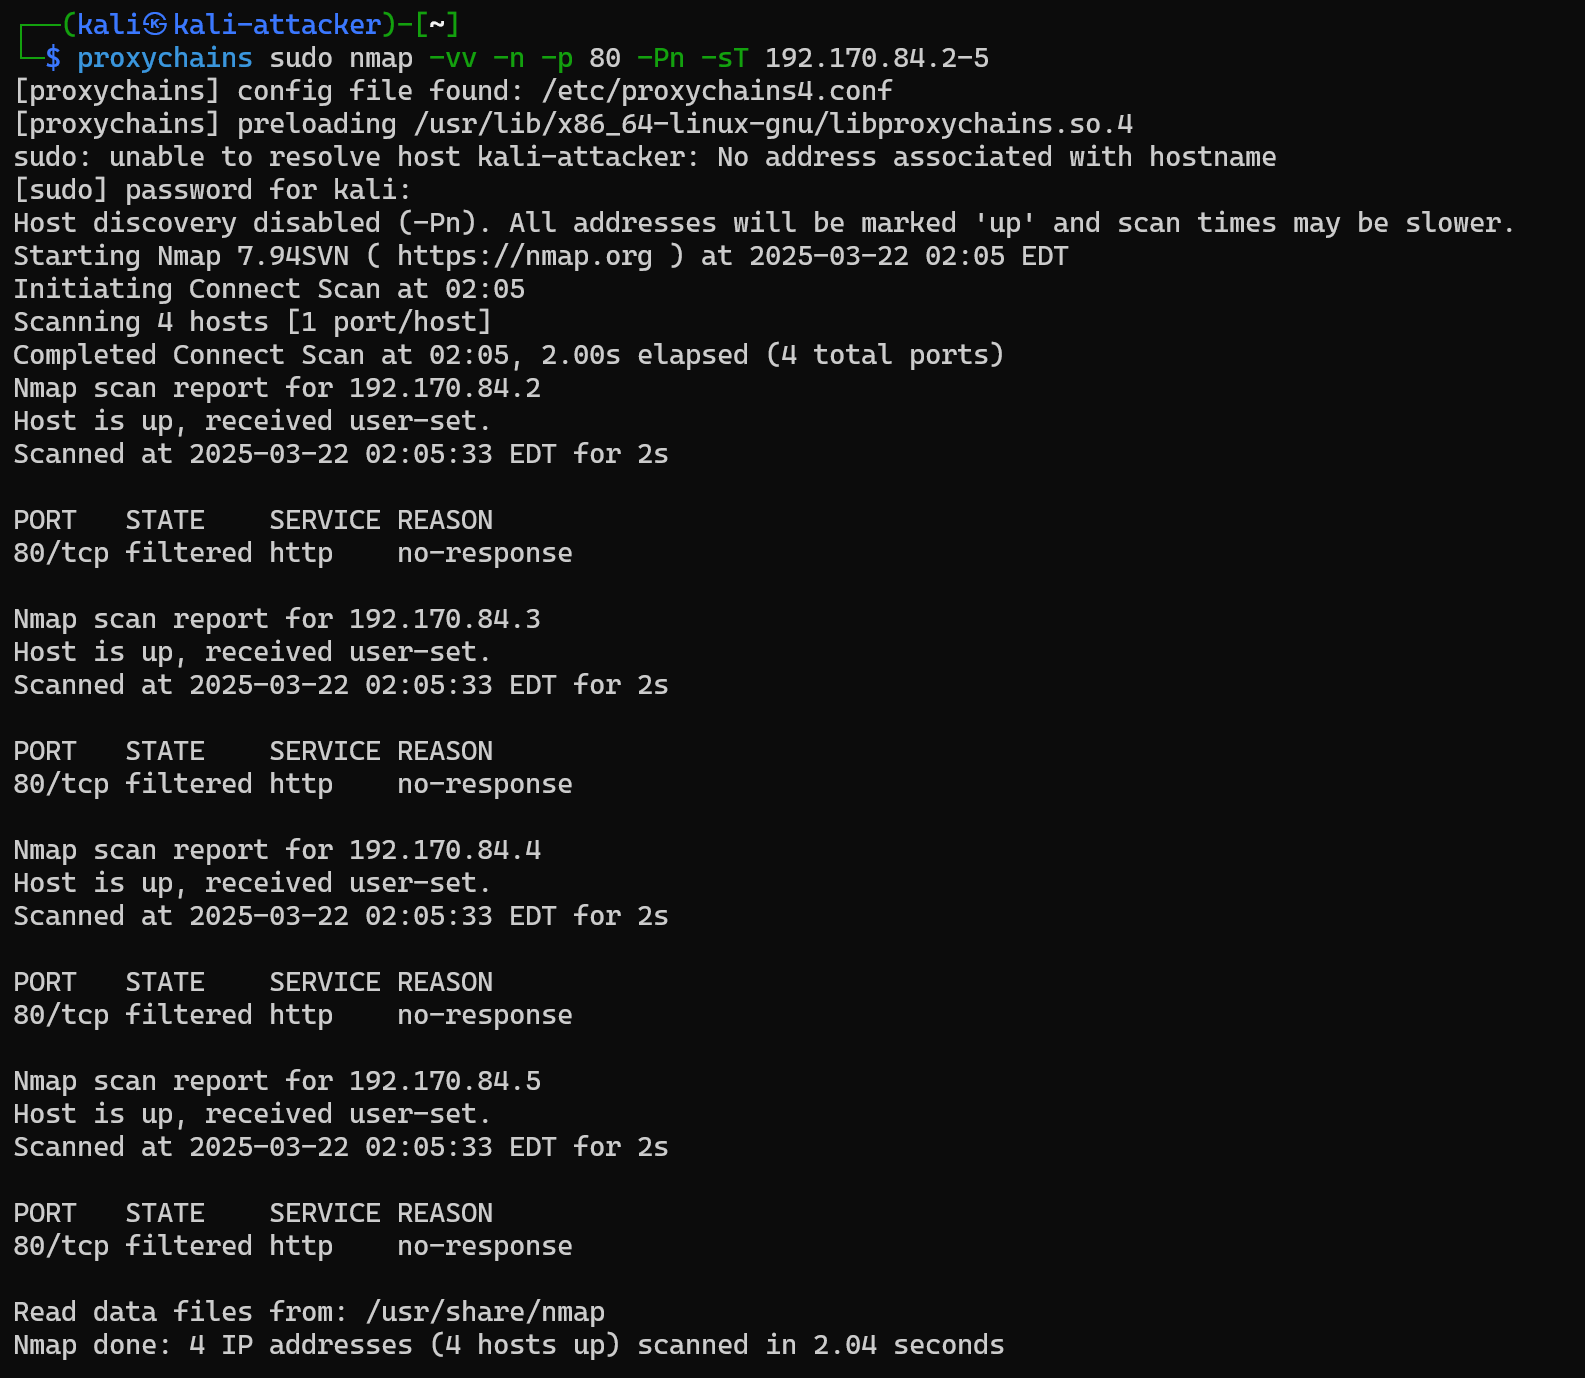 ┌──(kali㉿kali-attacker)-[~]
└─$ proxychains sudo nmap -vv -n -p 80 -Pn -sT 192.170.84.2-5
[proxychains] config file found: /etc/proxychains4.conf
[proxychains] preloading /usr/lib/x86_64-linux-gnu/libproxychains.so.4
sudo: unable to resolve host kali-attacker: No address associated with hostname
[sudo] password for kali:
Host discovery disabled (-Pn). All addresses will be marked 'up' and scan times may be slower.
Starting Nmap 7.94SVN ( https://nmap.org ) at 2025-03-22 02:05 EDT
Initiating Connect Scan at 02:05
Scanning 4 hosts [1 port/host]
Completed Connect Scan at 02:05, 2.00s elapsed (4 total ports)
Nmap scan report for 192.170.84.2
Host is up, received user-set.
Scanned at 2025-03-22 02:05:33 EDT for 2s

PORT   STATE    SERVICE REASON
80/tcp filtered http    no-response

Nmap scan report for 192.170.84.3
Host is up, received user-set.
Scanned at 2025-03-22 02:05:33 EDT for 2s

PORT   STATE    SERVICE REASON
80/tcp filtered http    no-response

Nmap scan report for 192.170.84.4
Host is up, received user-set.
Scanned at 2025-03-22 02:05:33 EDT for 2s

PORT   STATE    SERVICE REASON
80/tcp filtered http    no-response

Nmap scan report for 192.170.84.5
Host is up, received user-set.
Scanned at 2025-03-22 02:05:33 EDT for 2s

PORT   STATE    SERVICE REASON
80/tcp filtered http    no-response

Read data files from: /usr/share/nmap
Nmap done: 4 IP addresses (4 hosts up) scanned in 2.04 seconds